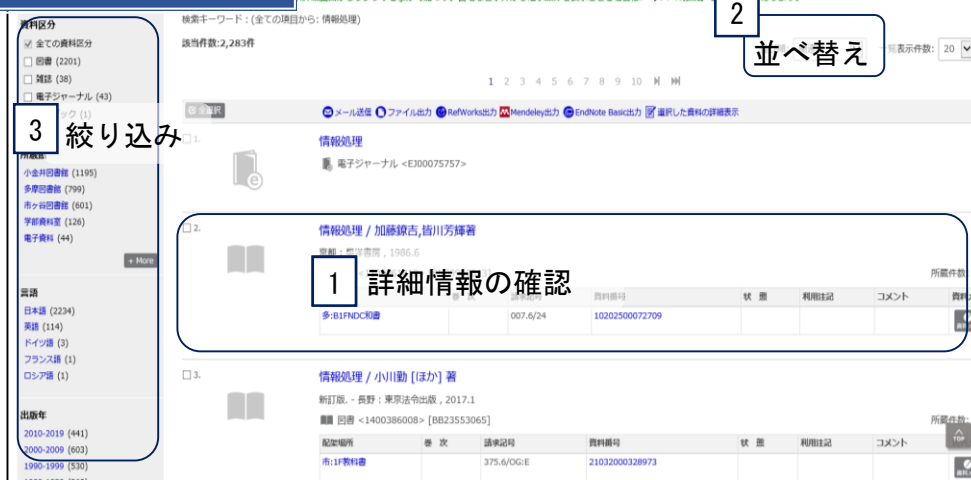 検索キーワード：(全ての項目から: 情報処理)
該当件数:2,283件
2
並べ替え
表示件数: 20
1 2 3 4 5 6 7 8 9 10
資料区分
全ての資料区分
図書 (2201)
雑誌 (38)
電子ジャーナル (43)
3 絞り込み
小金井図書館 (1195)
多摩図書館 (799)
市ヶ谷図書館 (601)
学部資料室 (126)
電子資料 (44)
+ More
言語
日本語 (2234)
英語 (114)
ドイツ語 (3)
フランス語 (1)
ロシア語 (1)
出版年
2010-2019 (441)
2000-2009 (603)
1990-1999 (530)
メール送信 ファイル出力 RefWorks出力 Mendeley出力 EndNote Basic出力 選択した資料の詳細表示
1.
情報処理
電子ジャーナル <EJ00075757>
2.
情報処理 / 加藤鐐吉,皆川芳輝著
1 詳細情報の確認
所蔵件数:
資料番号 状 態 利用注記 コメント
多:B1FNDC和書 007.6/24 10202500072709
3.
情報処理 / 小川勤 [ほか] 著
新訂版. - 長野 : 東京法令出版 , 2017.1
図書 <1400386008> [BB23553065]
所蔵件数:
配架場所 巻 次 請求記号 資料番号 状 態 利用注記 コメント
市:1F教科書 375.6/OG:E 21032000328973
TOP